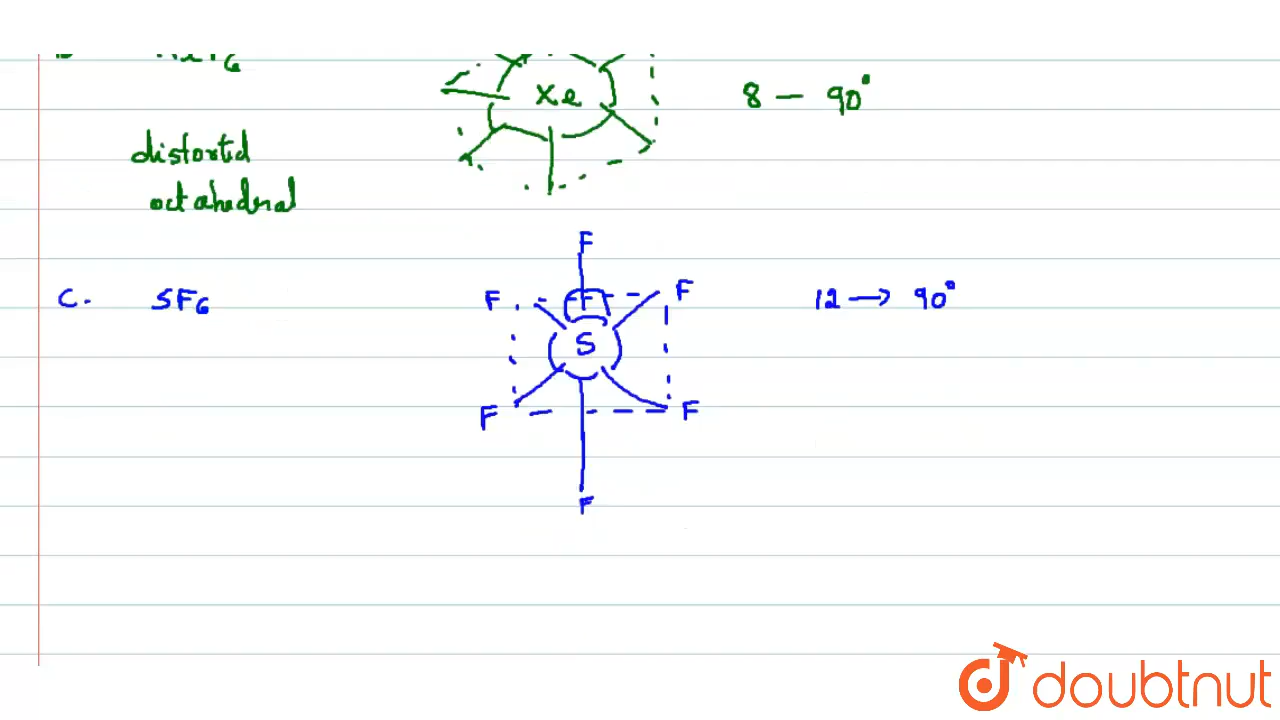 Xe
8 — 90°
distorted
octahedral
F
C. SF6
F F F
12 → 90°
S
F F
F
doubtnut